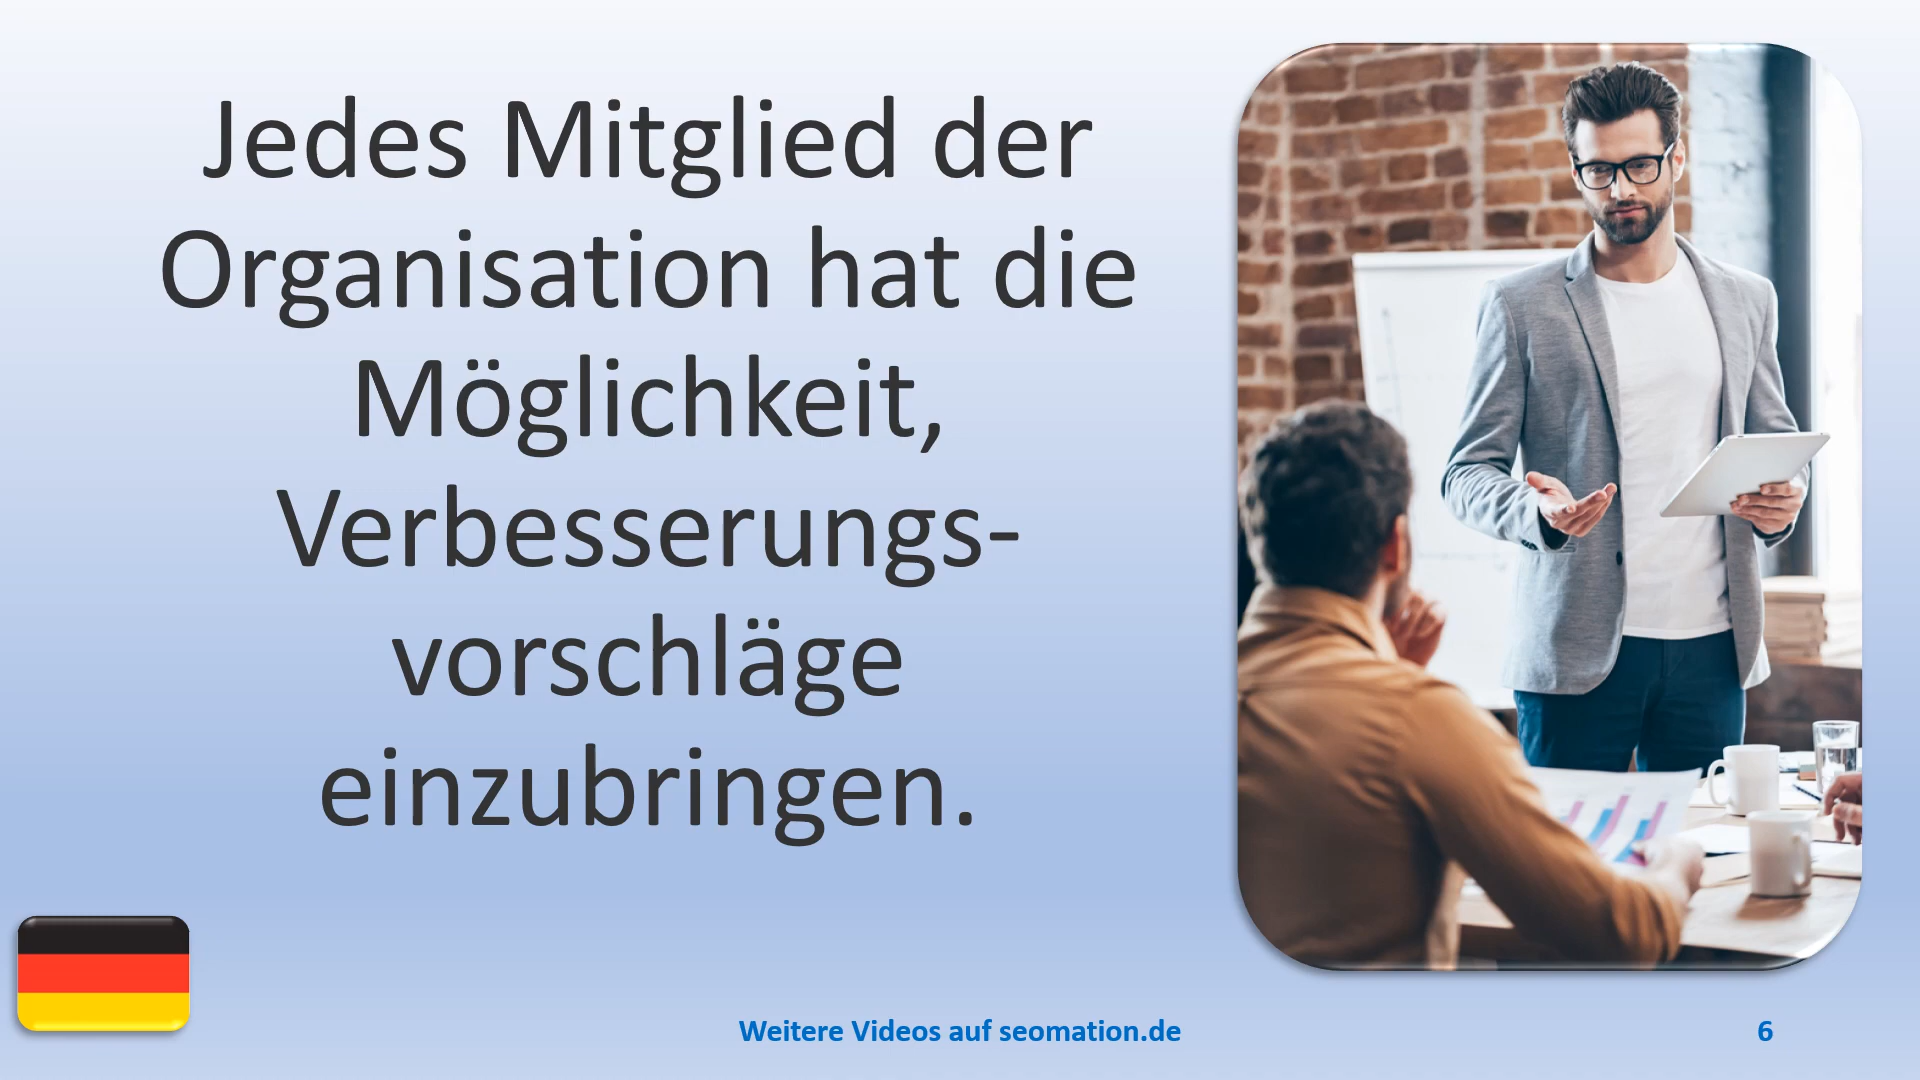 Jedes Mitglied der
Organisation hat die
Möglichkeit,
Verbesserungs-
vorschläge
einzubringen.
Weitere Videos auf seomation.de
6